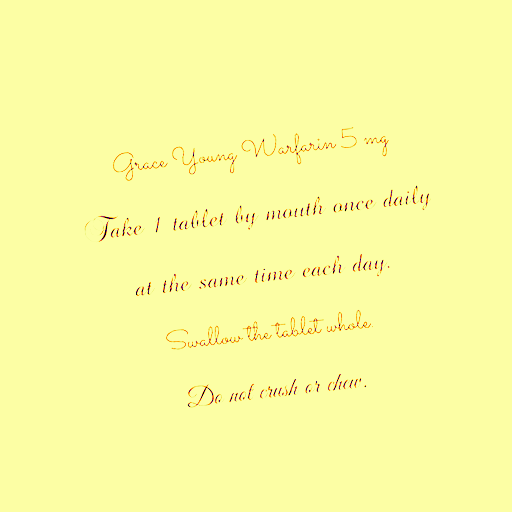 Grace Young Warfarin 5 mg
Take 1 tablet by mouth once daily
at the same time each day.
Swallow the tablet whole.
Do not crush or chew.